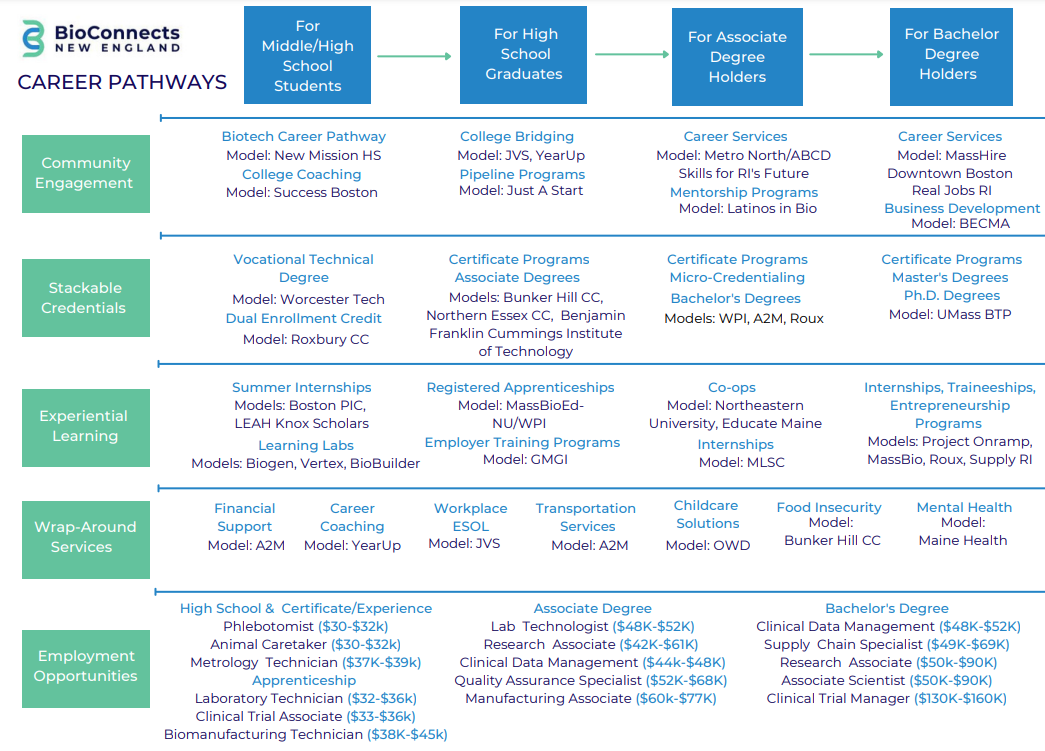 BioConnects
NEW ENGLAND
CAREER PATHWAYS
For
Middle/High
School
Students
For High
School
Graduates
For Associate
Degree
Holders
For Bachelor
Degree
Holders
Community
Engagement
Biotech Career Pathway
Model: New Mission HS
College Coaching
Model: Success Boston
College Bridging
Model: JVS, YearUp
Pipeline Programs
Model: Just A Start
Career Services
Model: Metro North/ABCD
Skills for RI's Future
Mentorship Programs
Model: Latinos in Bio
Career Services
Model: MassHire
Downtown Boston
Real Jobs RI
Business Development
Model: BECMA
Stackable
Credentials
Vocational Technical
Degree
Model: Worcester Tech
Dual Enrollment Credit
Model: Roxbury CC
Certificate Programs
Associate Degrees
Models: Bunker Hill CC,
Northern Essex CC, Benjamin
Franklin Cummings Institute
of Technology
Certificate Programs
Micro-Credentialing
Bachelor's Degrees
Models: WPI, A2M, Roux
Certificate Programs
Master's Degrees
Ph.D. Degrees
Model: UMass BTP
Experiential
Learning
Summer Internships
Models: Boston PIC,
LEAH Knox Scholars
Learning Labs
Models: Biogen, Vertex, BioBuilder
Registered Apprenticeships
Model: MassBioEd-
NU/WPI
Employer Training Programs
Model: GMGI
Co-ops
Model: Northeastern
University, Educate Maine
Internships
Model: MLSC
Internships, Traineeships,
Entrepreneurship
Programs
Models: Project Onramp,
MassBio, Roux, Supply RI
Wrap-Around
Services
Financial
Support
Model: A2M
Career
Coaching
Model: YearUp
Workplace
ESOL
Model: JVS
Transportation
Services
Model: A2M
Childcare
Solutions
Model: OWD
Food Insecurity
Model:
Bunker Hill CC
Mental Health
Model:
Maine Health
Employment
Opportunities
High School & Certificate/Experience
Phlebotomist ($30-$32k)
Animal Caretaker ($30-$32k)
Metrology Technician ($37K-$39k)
Apprenticeship
Laboratory Technician ($32-$36k)
Clinical Trial Associate ($33-$36k)
Biomanufacturing Technician ($38K-$45k)
Associate Degree
Lab Technologist ($48K-$52K)
Research Associate ($42K-$61K)
Clinical Data Management ($44k-$48K)
Quality Assurance Specialist ($52K-$68K)
Manufacturing Associate ($60k-$77K)
Bachelor's Degree
Clinical Data Management ($48K-$52K)
Supply Chain Specialist ($49K-$69K)
Research Associate ($50k-$90K)
Associate Scientist ($50K-$90K)
Clinical Trial Manager ($130K-$160K)